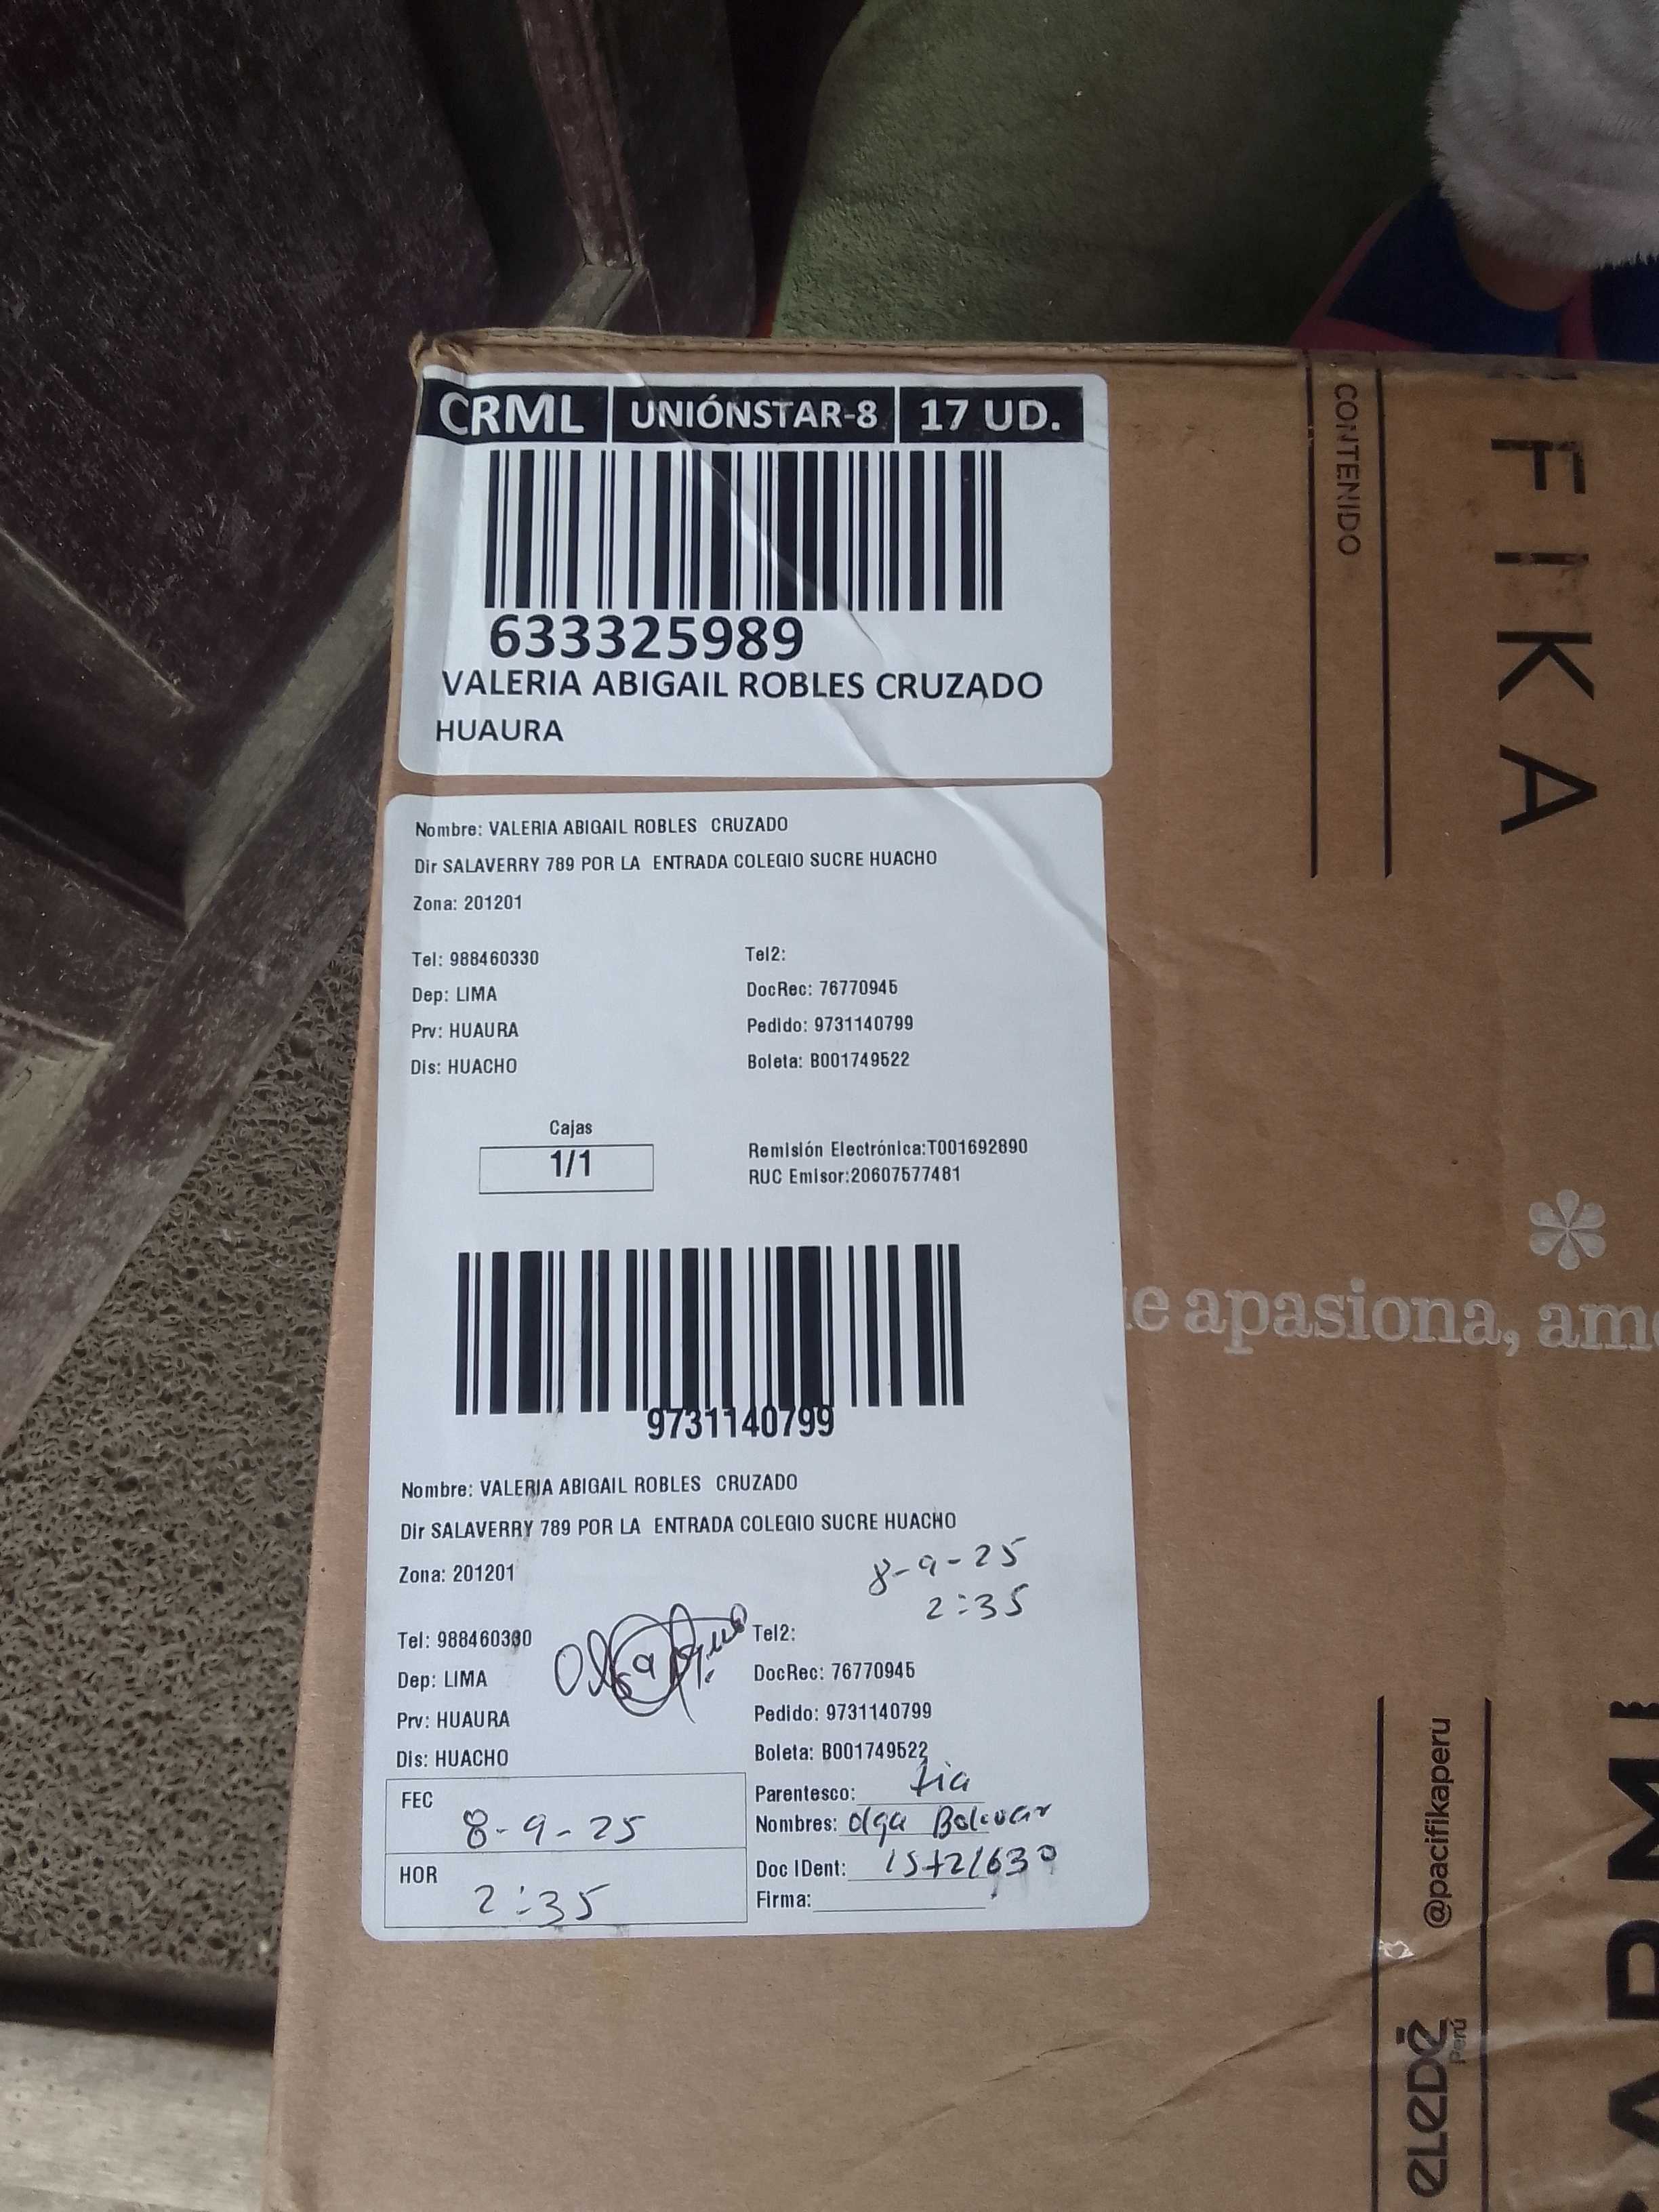 CRML UNIÓNSTAR-8 17 UD.
633325989
VALERIA ABIGAIL ROBLES CRUZADO
HUAURA
Nombre: VALERIA ABIGAIL ROBLES CRUZADO
Dir SALAVERRY 789 POR LA ENTRADA COLEGIO SUCRE HUACHO
Zona: 201201
Tel: 988460330 Tel2:
Dep: LIMA DocRec: 76770945
Prv: HUAURA Pedido: 9731140799
Dis: HUACHO Boleta: B001749522
Cajas
1/1
Remisión Electrónica:T001692890
RUC Emisor:20607577481
9731140799
Nombre: VALERIA ABIGAIL ROBLES CRUZADO
Dir SALAVERRY 789 POR LA ENTRADA COLEGIO SUCRE HUACHO
Zona: 201201
8-9-25
2:35
Tel: 988460330 Tel2:
Dep: LIMA DocRec: 76770945
Prv: HUAURA Pedido: 9731140799
Dis: HUACHO Boleta: B001749522
FEC 8-9-25
HOR 2:35
Parentesco: tia
Nombres: Olga Bolivar
Doc IDent:
Firma:
CONTENIDO
FIKA
e apasiona, am
@pacifikaperu
eLeDē Perú